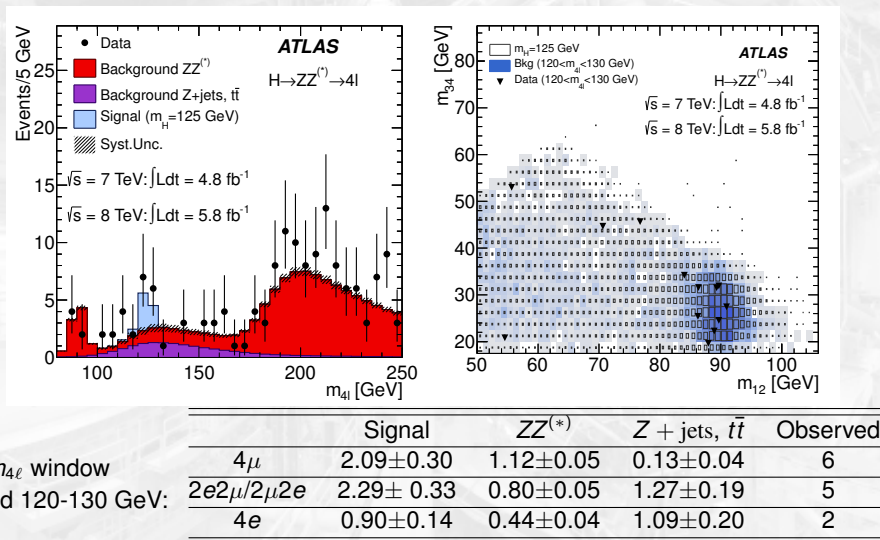 Events/5 GeV
25
20
15
10
5
0
Data
Background ZZ(*)
Background Z+jets, tt̄
Signal (mH=125 GeV)
Syst.Unc.
ATLAS
H→ZZ(*)→4l
√s = 7 TeV:∫Ldt = 4.8 fb-1
√s = 8 TeV:∫Ldt = 5.8 fb-1
100 150 200 250
m4l [GeV]
m34 [GeV]
80
70
60
50
40
30
20
mH=125 GeV
Bkg (120<m4l<130 GeV)
Data (120<m4l<130 GeV)
ATLAS
H→ZZ(*)→4l
√s = 7 TeV:∫Ldt = 4.8 fb-1
√s = 8 TeV:∫Ldt = 5.8 fb-1
50 60 70 80 90 100
m12 [GeV]
Signal ZZ(*) Z + jets, tt̄ Observed
4μ 2.09±0.30 1.12±0.05 0.13±0.04 6
2e2μ/2μ2e 2.29± 0.33 0.80±0.05 1.27±0.19 5
4e 0.90±0.14 0.44±0.04 1.09±0.20 2
4ℓ window
120-130 GeV: